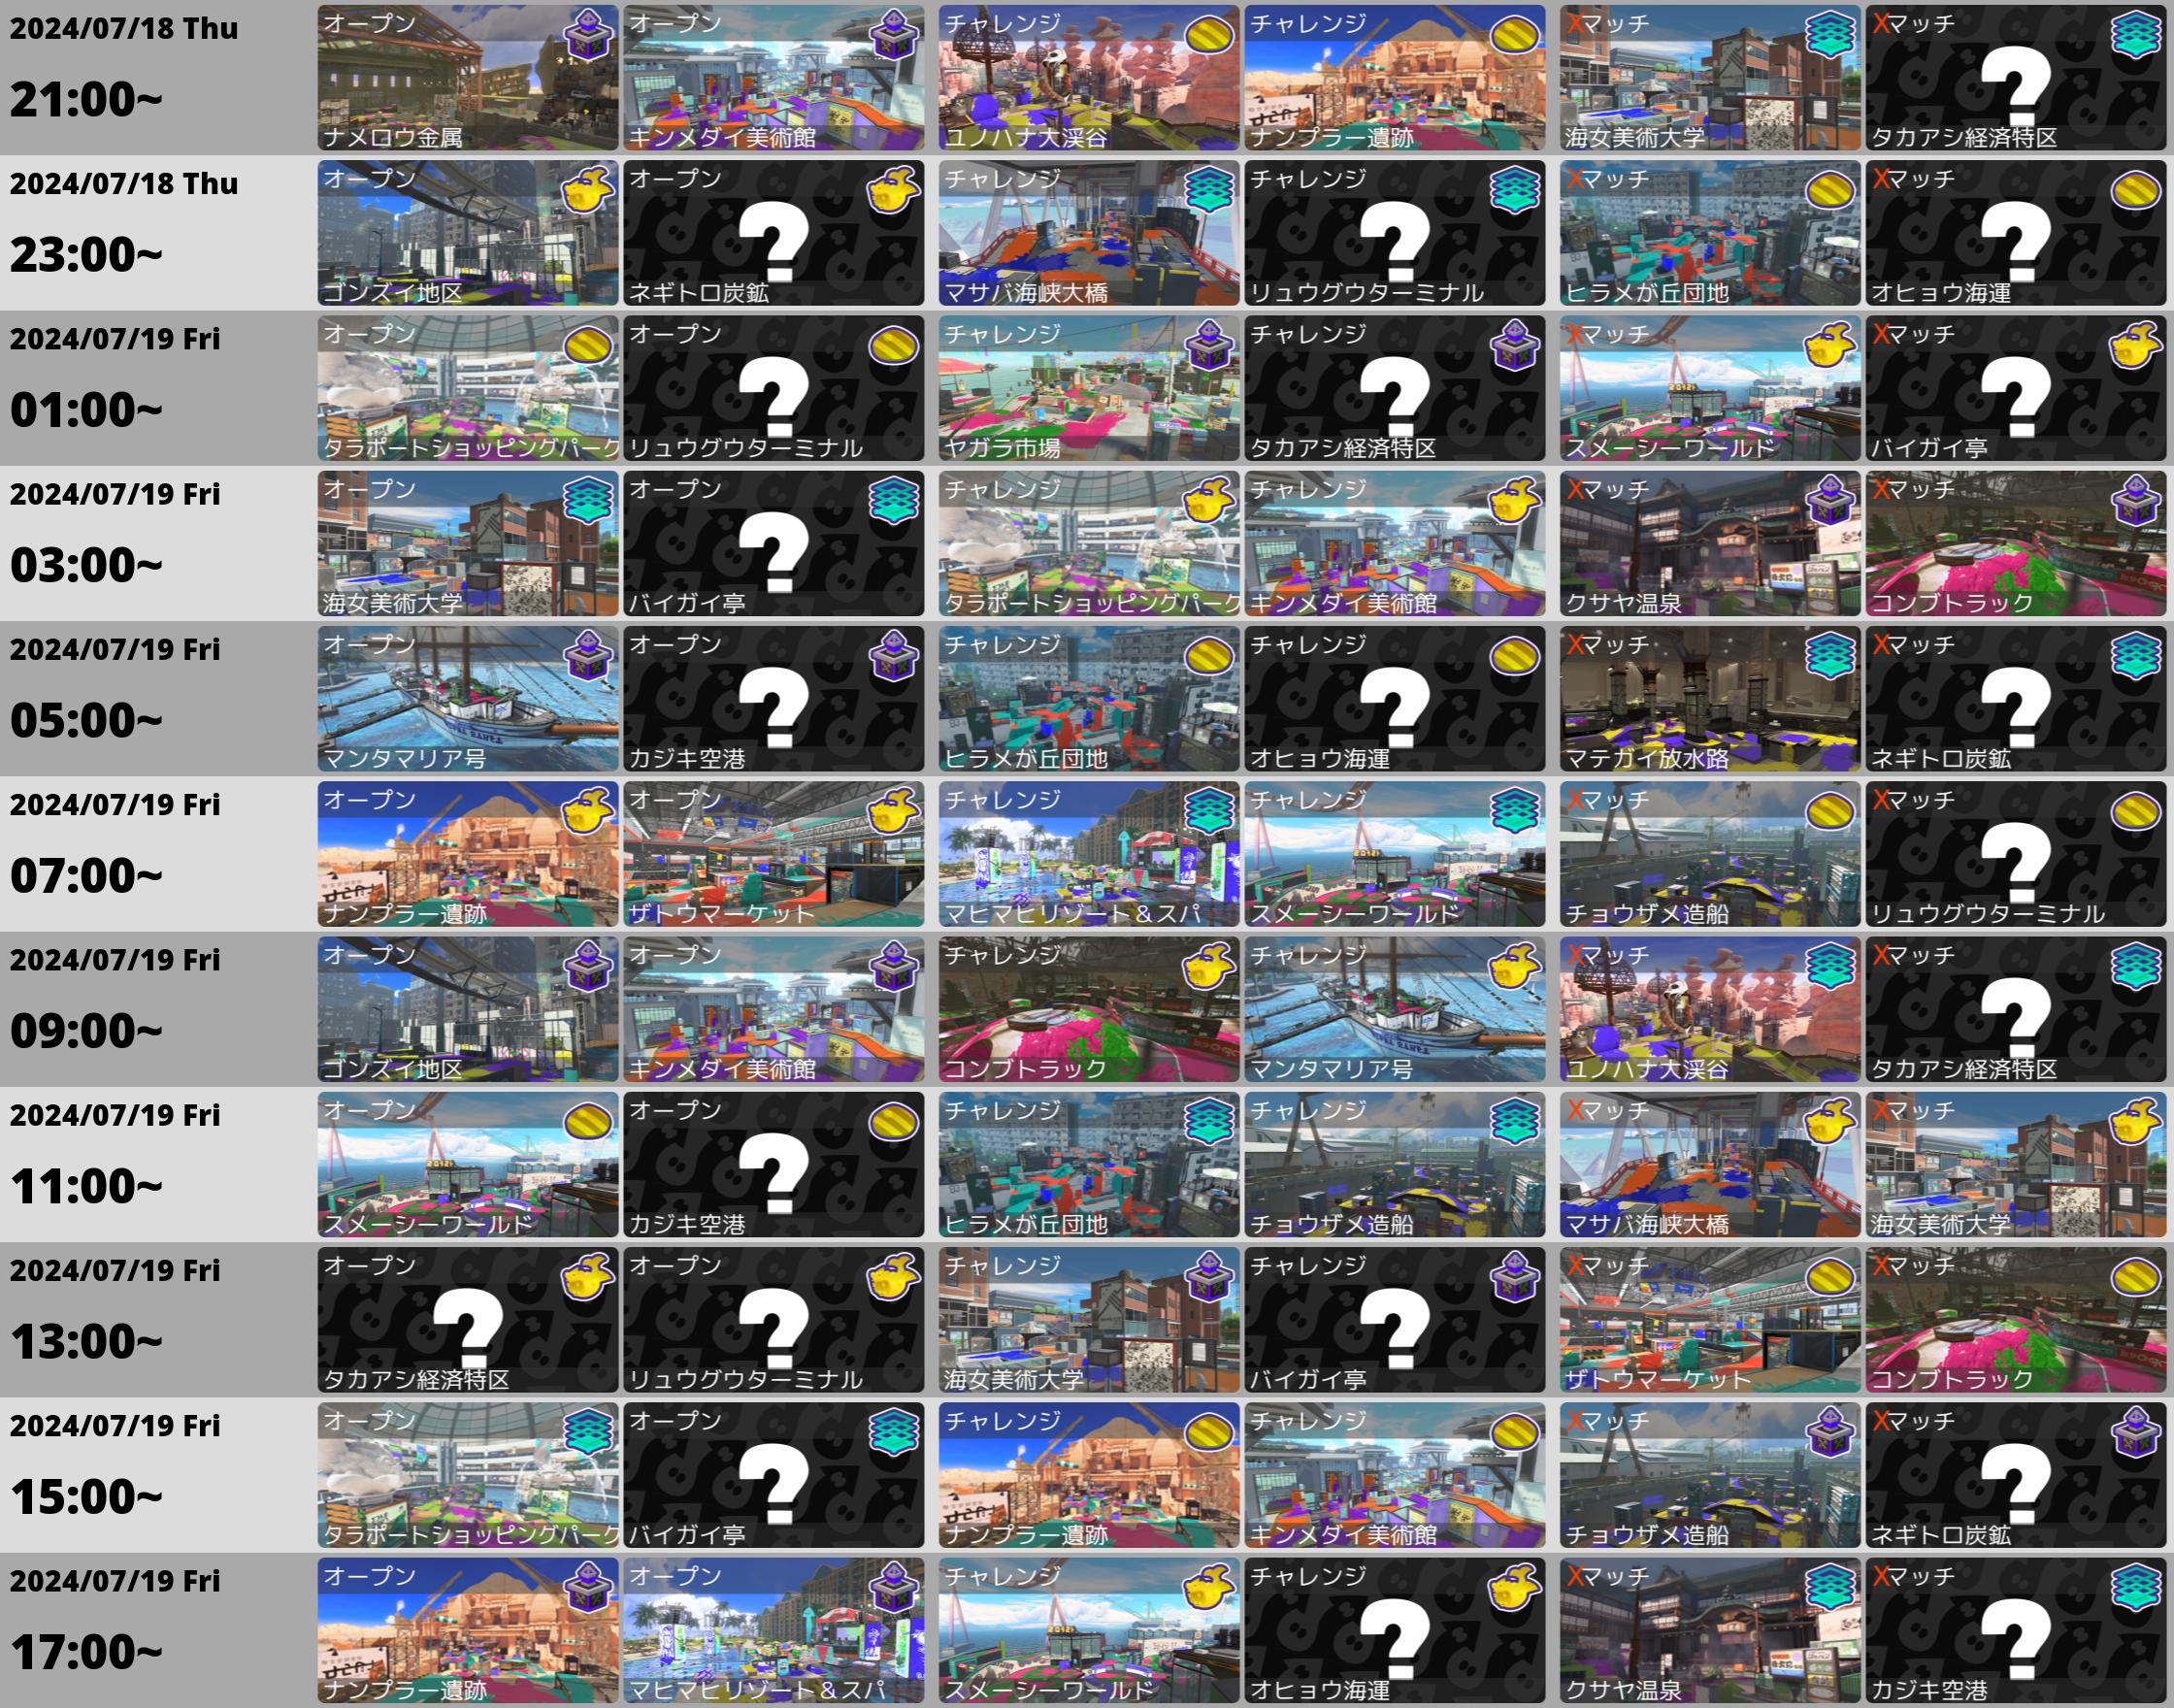 2024/07/18 Thu
21:00~
オープン
ナメロウ金属
オープン
キンメダイ美術館
チャレンジ
ユノハナ大渓谷
チャレンジ
ナンプラー遺跡
Xマッチ
海女美術大学
Xマッチ
タカアシ経済特区
2024/07/18 Thu
23:00~
オープン
ゴンズイ地区
オープン
ネギトロ炭鉱
チャレンジ
マサバ海峡大橋
チャレンジ
リュウグウターミナル
Xマッチ
ヒラメが丘団地
Xマッチ
オヒョウ海運
2024/07/19 Fri
01:00~
オープン
タラポートショッピングパーク
オープン
リュウグウターミナル
チャレンジ
ヤガラ市場
チャレンジ
タカアシ経済特区
Xマッチ
スメーシーワールド
Xマッチ
バイガイ亭
2024/07/19 Fri
03:00~
オープン
海女美術大学
オープン
バイガイ亭
チャレンジ
タラポートショッピングパーク
チャレンジ
キンメダイ美術館
Xマッチ
クサヤ温泉
Xマッチ
コンブトラック
2024/07/19 Fri
05:00~
オープン
マンタマリア号
オープン
カジキ空港
チャレンジ
ヒラメが丘団地
チャレンジ
オヒョウ海運
Xマッチ
マテガイ放水路
Xマッチ
ネギトロ炭鉱
2024/07/19 Fri
07:00~
オープン
ナンプラー遺跡
オープン
ザトウマーケット
チャレンジ
マヒマヒリゾート&スパ
チャレンジ
スメーシーワールド
Xマッチ
チョウザメ造船
Xマッチ
リュウグウターミナル
2024/07/19 Fri
09:00~
オープン
ゴンズイ地区
オープン
キンメダイ美術館
チャレンジ
コンブトラック
チャレンジ
マンタマリア号
Xマッチ
ユノハナ大渓谷
Xマッチ
タカアシ経済特区
2024/07/19 Fri
11:00~
オープン
スメーシーワールド
オープン
カジキ空港
チャレンジ
ヒラメが丘団地
チャレンジ
チョウザメ造船
Xマッチ
マサバ海峡大橋
Xマッチ
海女美術大学
2024/07/19 Fri
13:00~
オープン
タカアシ経済特区
オープン
リュウグウターミナル
チャレンジ
海女美術大学
チャレンジ
バイガイ亭
Xマッチ
ザトウマーケット
Xマッチ
コンブトラック
2024/07/19 Fri
15:00~
オープン
タラポートショッピングパーク
オープン
バイガイ亭
チャレンジ
ナンプラー遺跡
チャレンジ
キンメダイ美術館
Xマッチ
チョウザメ造船
Xマッチ
ネギトロ炭鉱
2024/07/19 Fri
17:00~
オープン
ナンプラー遺跡
オープン
マヒマヒリゾート&スパ
チャレンジ
スメーシーワールド
チャレンジ
オヒョウ海運
Xマッチ
クサヤ温泉
Xマッチ
カジキ空港